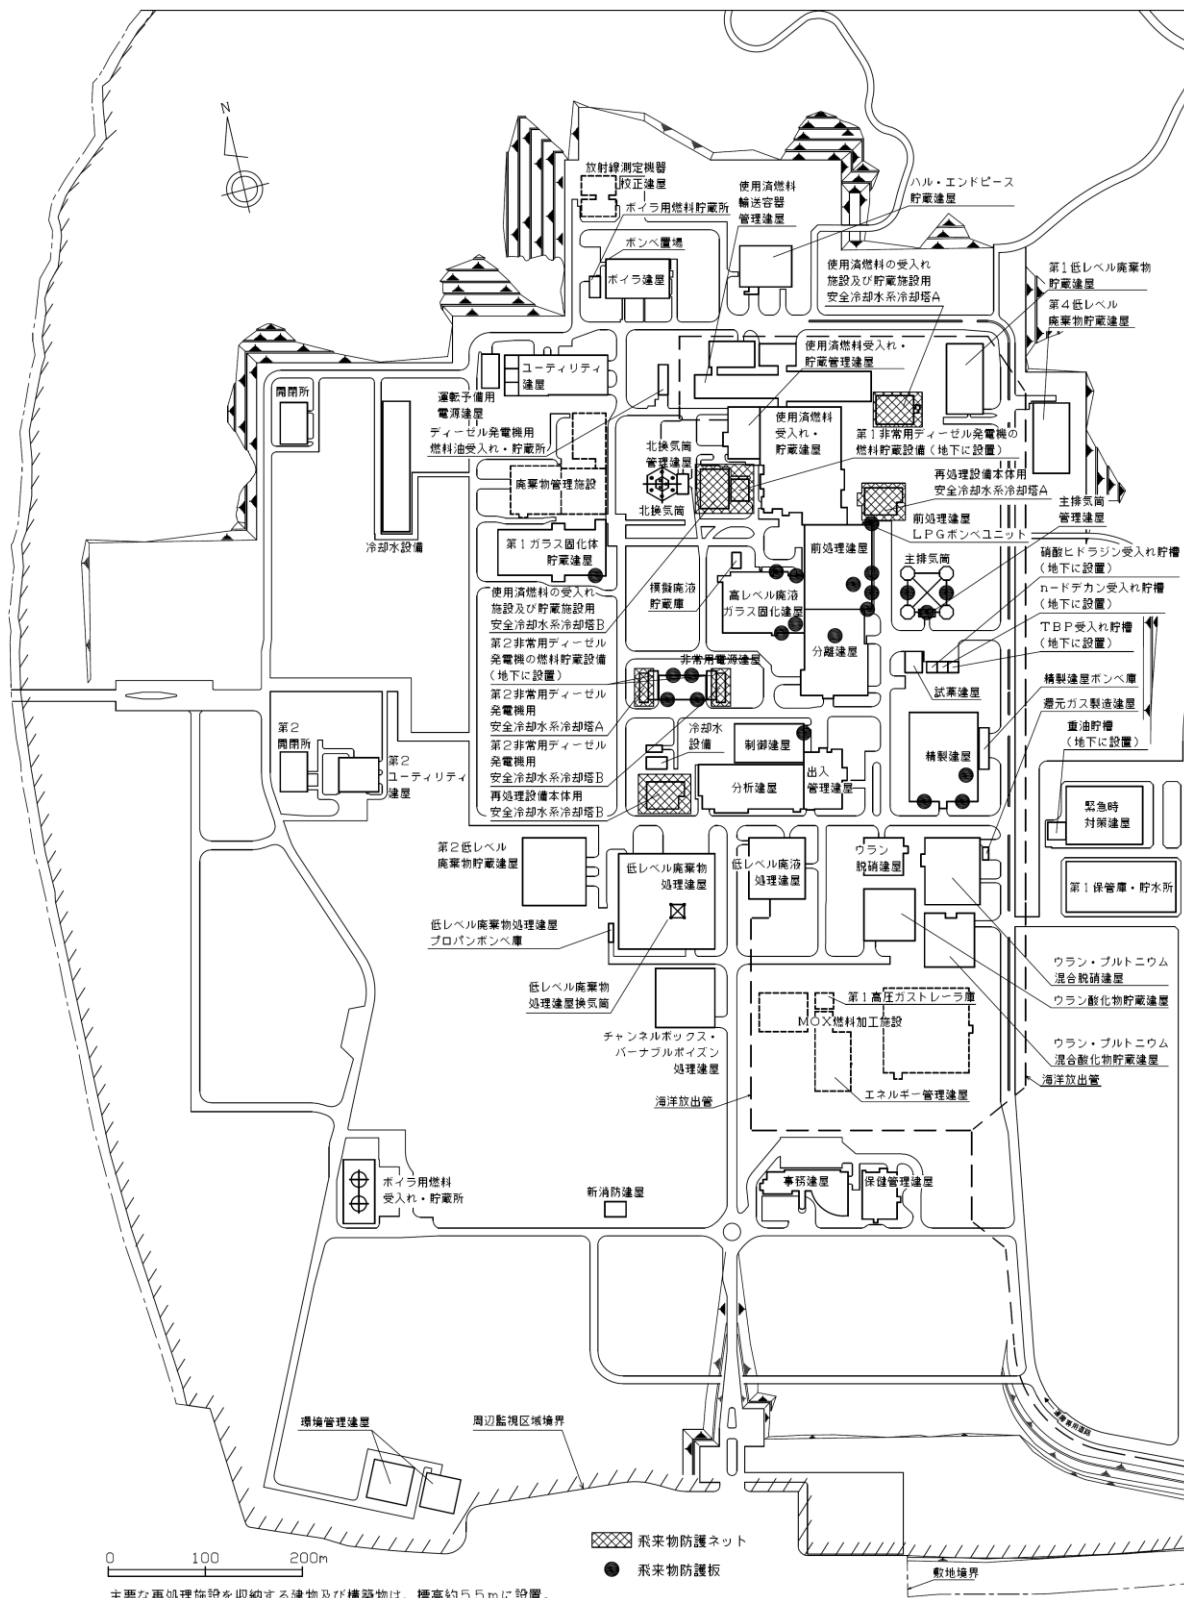 N
放射線測定機器
校正建屋
ボイラ用燃料貯蔵所
ボンベ置場
ボイラ建屋
使用済燃料
輸送容器
管理建屋
ハル・エンドピース
貯蔵建屋
使用済燃料の受入れ
施設及び貯蔵施設用
安全冷却水系冷却塔A
第1低レベル廃棄物
貯蔵建屋
第4低レベル
廃棄物貯蔵建屋
使用済燃料受入れ・
貯蔵管理建屋
ユーティリティ
建屋
運転予備用
電源建屋
開閉所
ディーゼル発電機用
燃料油受入れ・貯蔵所
北換気筒
管理建屋
使用済燃料
受入れ・
貯蔵建屋
第1非常用ディーゼル発電機の
燃料貯蔵設備(地下に設置)
再処理設備本体用
安全冷却水系冷却塔A
主排気筒
管理建屋
廃棄物管理施設
北換気筒
前処理建屋
LPGボンベユニット
冷却水設備
第1ガラス固化体
貯蔵建屋
前処理建屋
主排気筒
硝酸ヒドラジン受入れ貯槽
(地下に設置)
n-ドデカン受入れ貯槽
(地下に設置)
TBP受入れ貯槽
(地下に設置)
模擬廃液
貯蔵庫
高レベル廃液
ガラス固化建屋
使用済燃料の受入れ
施設及び貯蔵施設用
安全冷却水系冷却塔B
分離建屋
第2非常用ディーゼル
発電機の燃料貯蔵設備
(地下に設置)
非常用電源建屋
試薬建屋
精製建屋ボンベ庫
還元ガス製造建屋
重油貯槽
(地下に設置)
第2非常用ディーゼル
発電機用
安全冷却水系冷却塔A
第2非常用ディーゼル
発電機用
安全冷却水系冷却塔B
冷却水
設備
制御建屋
精製建屋
第2
開閉所
第2
ユーティリティ
建屋
再処理設備本体用
安全冷却水系冷却塔B
分析建屋
出入
管理建屋
緊急時
対策建屋
第2低レベル
廃棄物貯蔵建屋
低レベル廃棄物
処理建屋
低レベル廃液
処理建屋
ウラン
脱硝建屋
第1保管庫・貯水所
低レベル廃棄物処理建屋
プロパンボンベ庫
低レベル廃棄物
処理建屋換気筒
ウラン・プルトニウム
混合脱硝建屋
ウラン酸化物貯蔵建屋
第1高圧ガストレーラ庫
MOX燃料加工施設
チャンネルボックス・
バーナブルポイズン
処理建屋
ウラン・プルトニウム
混合酸化物貯蔵建屋
海洋放出管
エネルギー管理建屋
海洋放出管
ボイラ用燃料
受入れ・貯蔵所
新消防建屋
事務建屋
保健管理建屋
環境管理建屋
周辺監視区域境界
飛来物防護ネット
飛来物防護板
敷地境界
0 100 200m
主要な再処理施設を収納する建物及び構築物は、標高約55mに設置。